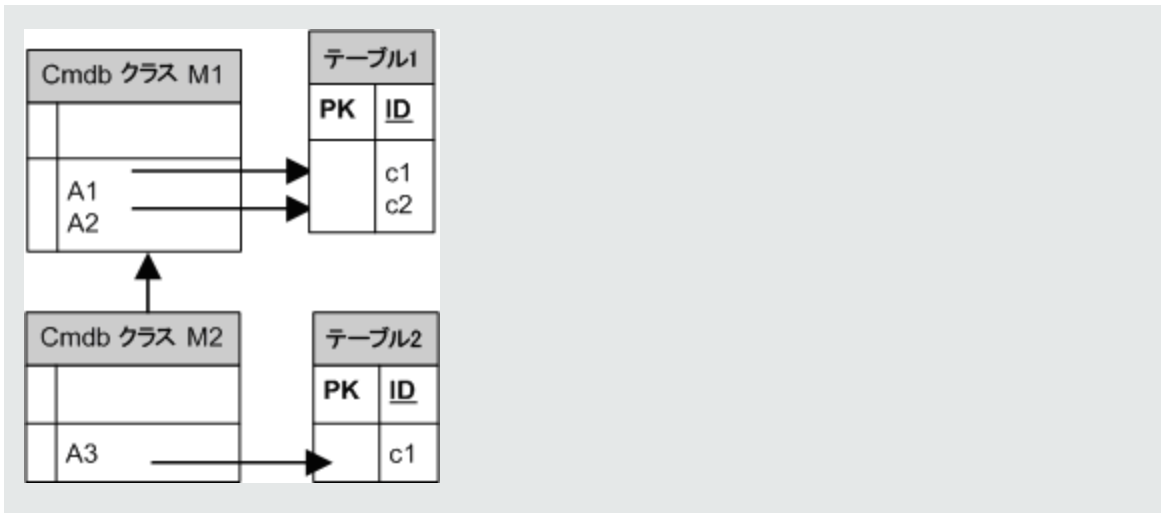 Cmdb クラス M1
A1
A2
テーブル1
PK ID
c1
c2
Cmdb クラス M2
A3
テーブル2
PK ID
c1